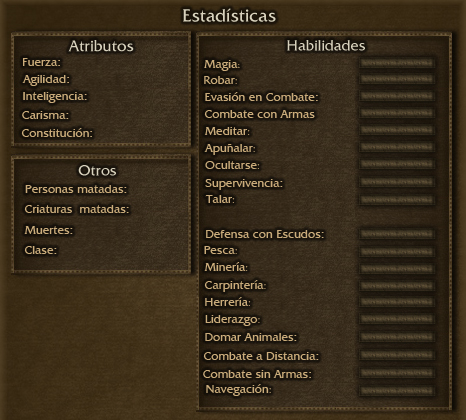 Estadísticas
Atributos
Fuerza:
Agilidad:
Inteligencia:
Carisma:
Constitución:
Otros
Personas matadas:
Criaturas matadas:
Muertes:
Clase:
Habilidades
Magia:
Robar:
Evasión en Combate:
Combate con Armas
Meditar:
Apuñalar:
Ocultarse:
Supervivencia:
Talar:
Defensa con Escudos:
Pesca:
Minería:
Carpintería:
Herrería:
Liderazgo:
Domar Animales:
Combate a Distancia:
Combate sin Armas:
Navegación: